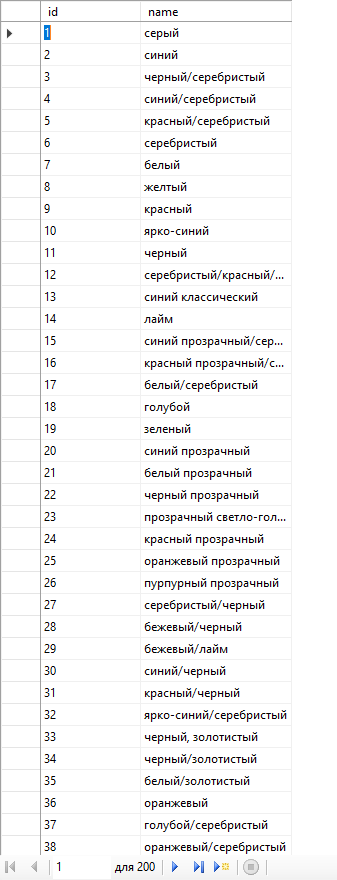 id name
1 серый
2 синий
3 черный/серебристый
4 синий/серебристый
5 красный/серебристый
6 серебристый
7 белый
8 желтый
9 красный
10 ярко-синий
11 черный
12 серебристый/красный/...
13 синий классический
14 лайм
15 синий прозрачный/сер...
16 красный прозрачный/с...
17 белый/серебристый
18 голубой
19 зеленый
20 синий прозрачный
21 белый прозрачный
22 черный прозрачный
23 прозрачный светло-гол...
24 красный прозрачный
25 оранжевый прозрачный
26 пурпурный прозрачный
27 серебристый/черный
28 бежевый/черный
29 бежевый/лайм
30 синий/черный
31 красный/черный
32 ярко-синий/серебристый
33 черный, золотистый
34 черный/золотистый
35 белый/золотистый
36 оранжевый
37 голубой/серебристый
38 оранжевый/серебристый
1 для 200